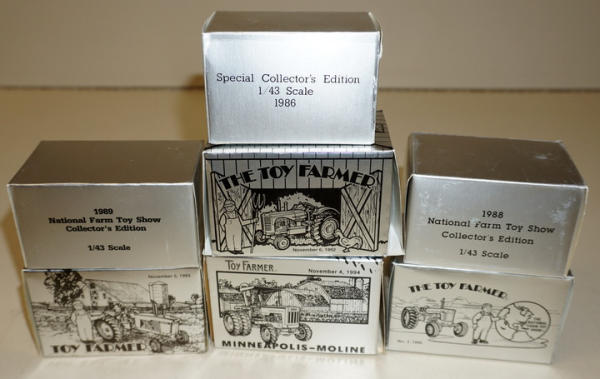 Special Collector's Edition
1/43 Scale
1986
THE TOY FARMER
1989
National Farm Toy Show
Collector's Edition
1/43 Scale
1988
National Farm Toy Show
Collector's Edition
1/43 Scale
TOY FARMER
TOY FARMER
November 4, 1994
MINNEAPOLIS-MOLINE
THE TOY FARMER